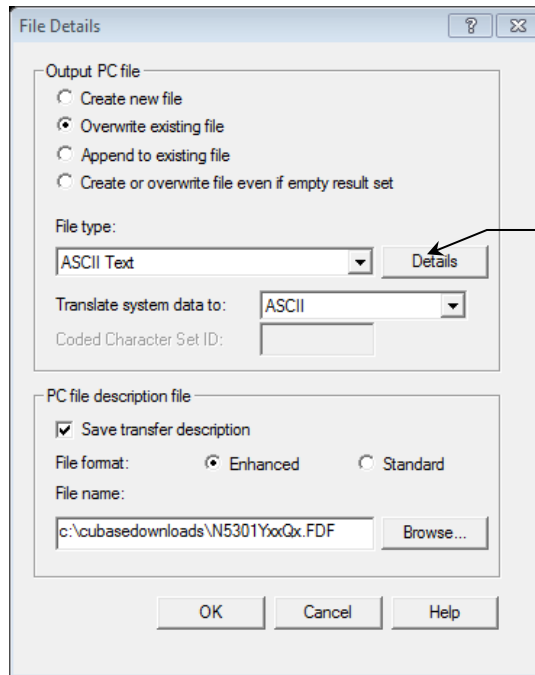 File Details
Output PC file
Create new file
Overwrite existing file
Append to existing file
Create or overwrite file even if empty result set
File type:
ASCII Text Details
Translate system data to: ASCII
Coded Character Set ID:
PC file description file
Save transfer description
File format: Enhanced Standard
File name:
c:\cubasedownloads\N5301YxxQx.FDF Browse...
OK Cancel Help